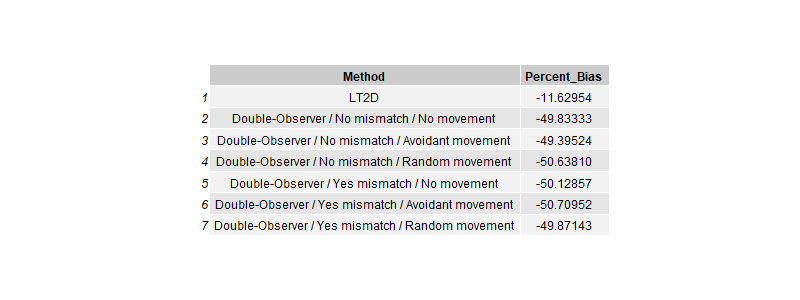 Method Percent_Bias
1 LT2D -11.62954
2 Double-Observer / No mismatch / No movement -49.83333
3 Double-Observer / No mismatch / Avoidant movement -49.39524
4 Double-Observer / No mismatch / Random movement -50.63810
5 Double-Observer / Yes mismatch / No movement -50.12857
6 Double-Observer / Yes mismatch / Avoidant movement -50.70952
7 Double-Observer / Yes mismatch / Random movement -49.87143